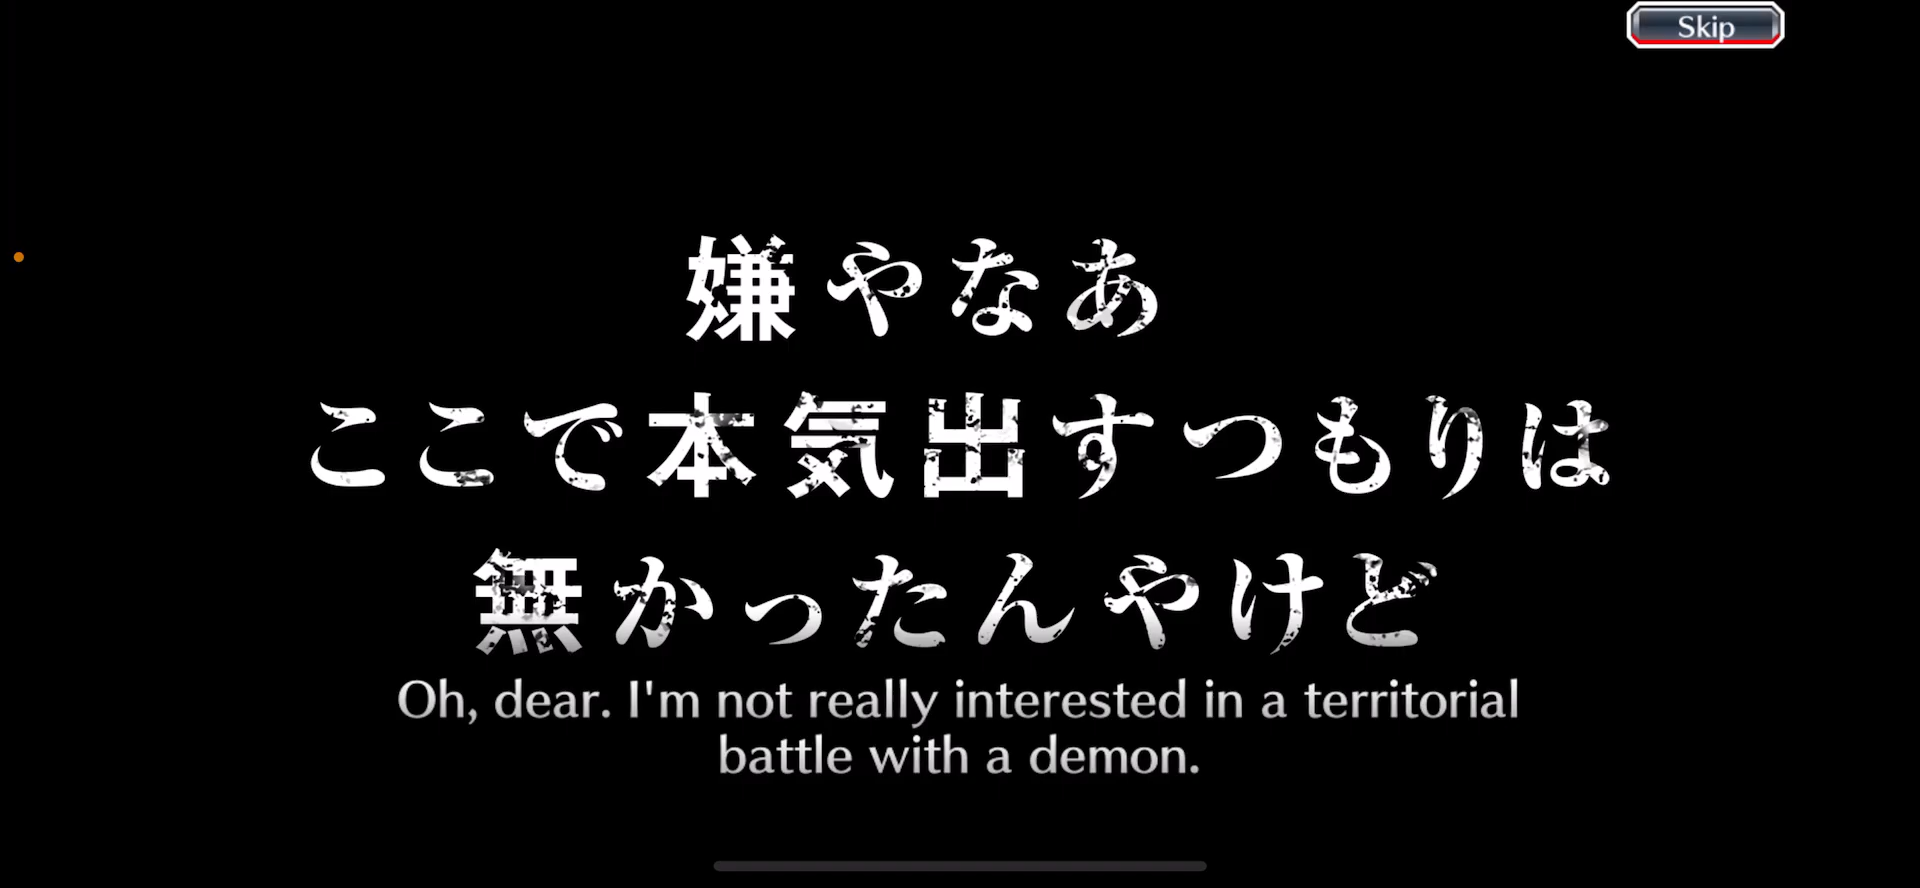 Skip
嫌やなあ
ここで本気出すつもりは
無かったんやけど
Oh, dear. I'm not really interested in a territorial
battle with a demon.